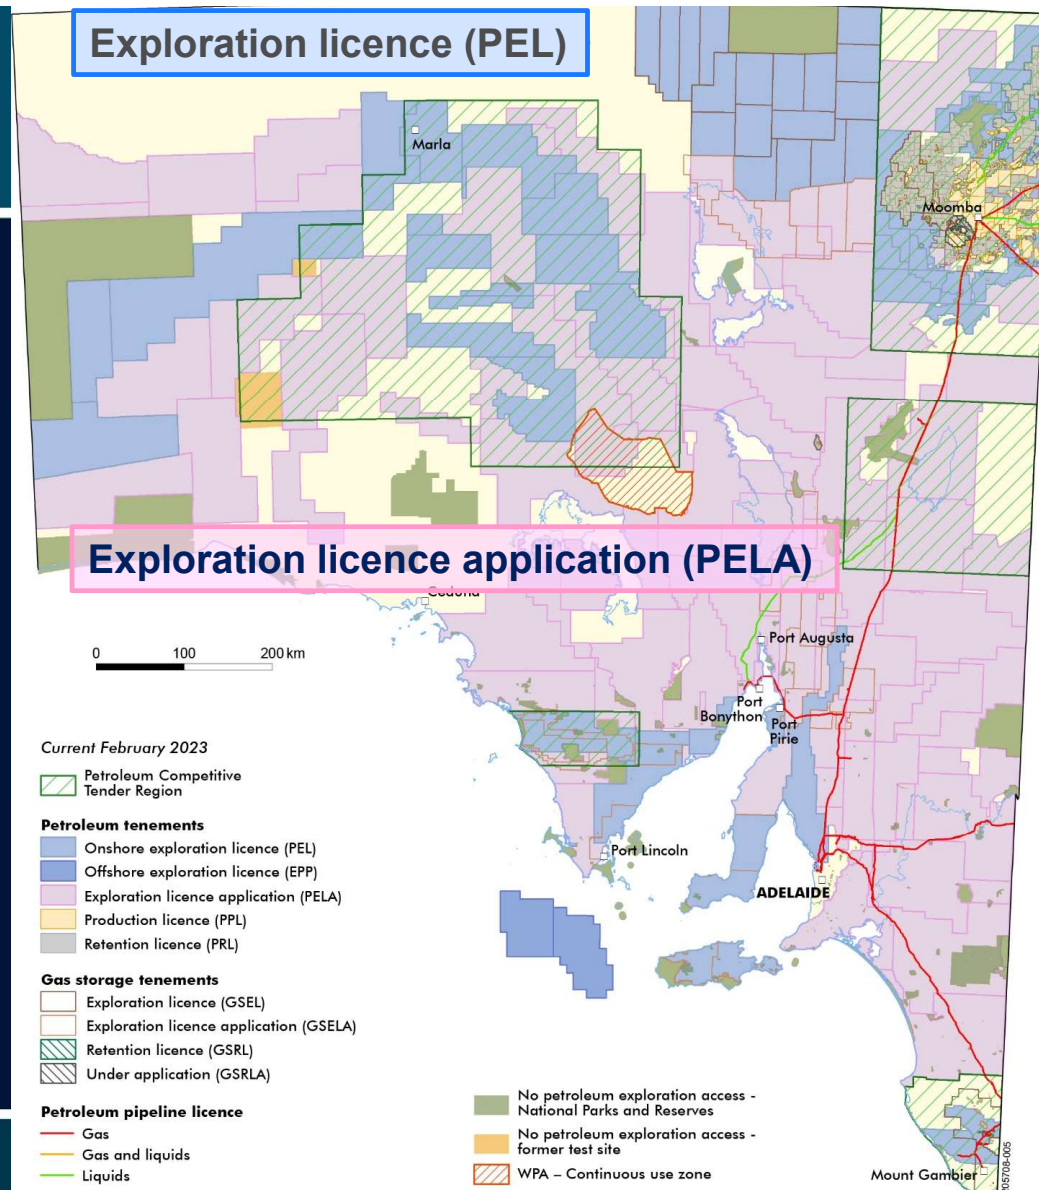 Exploration licence (PEL)
Marla
Moomba
Exploration licence application (PELA)
Ceduna
0 100 200 km
Port Augusta
Port
Bonython
Port
Pirie
Port Lincoln
ADELAIDE
Mount Gambier
Current February 2023
Petroleum Competitive
Tender Region
Petroleum tenements
Onshore exploration licence (PEL)
Offshore exploration licence (EPP)
Exploration licence application (PELA)
Production licence (PPL)
Retention licence (PRL)
Gas storage tenements
Exploration licence (GSEL)
Exploration licence application (GSELA)
Retention licence (GSRL)
Under application (GSRLA)
Petroleum pipeline licence
Gas
Gas and liquids
Liquids
No petroleum exploration access -
National Parks and Reserves
No petroleum exploration access -
former test site
WPA – Continuous use zone